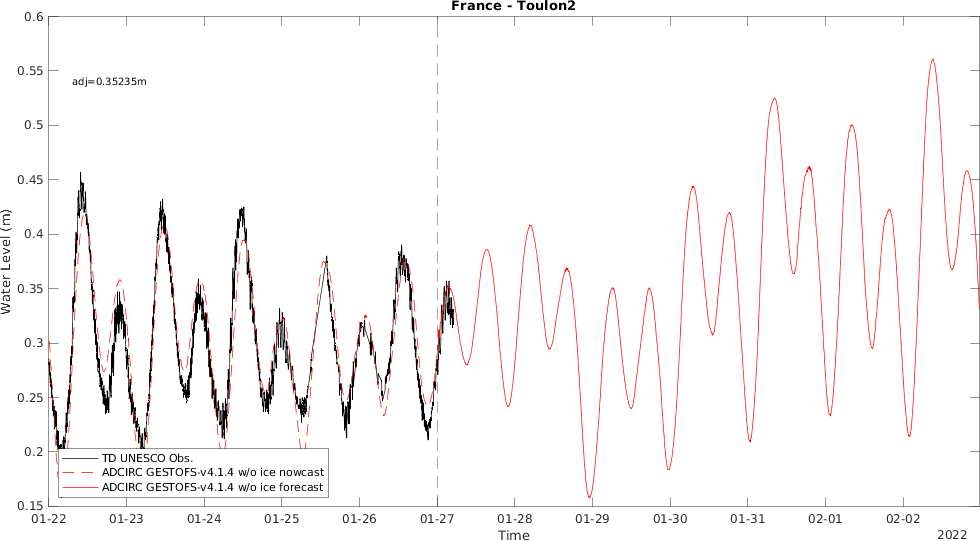 France - Toulon2
0.6
0.55
0.5
0.45
0.4
0.35
0.3
0.25
0.2
0.15
Water Level (m)
adj=0.35235m
TD UNESCO Obs.
ADCIRC GESTOFS-v4.1.4 w/o ice nowcast
ADCIRC GESTOFS-v4.1.4 w/o ice forecast
01-22 01-23 01-24 01-25 01-26 01-27 01-28 01-29 01-30 01-31 02-01 02-02
Time
2022